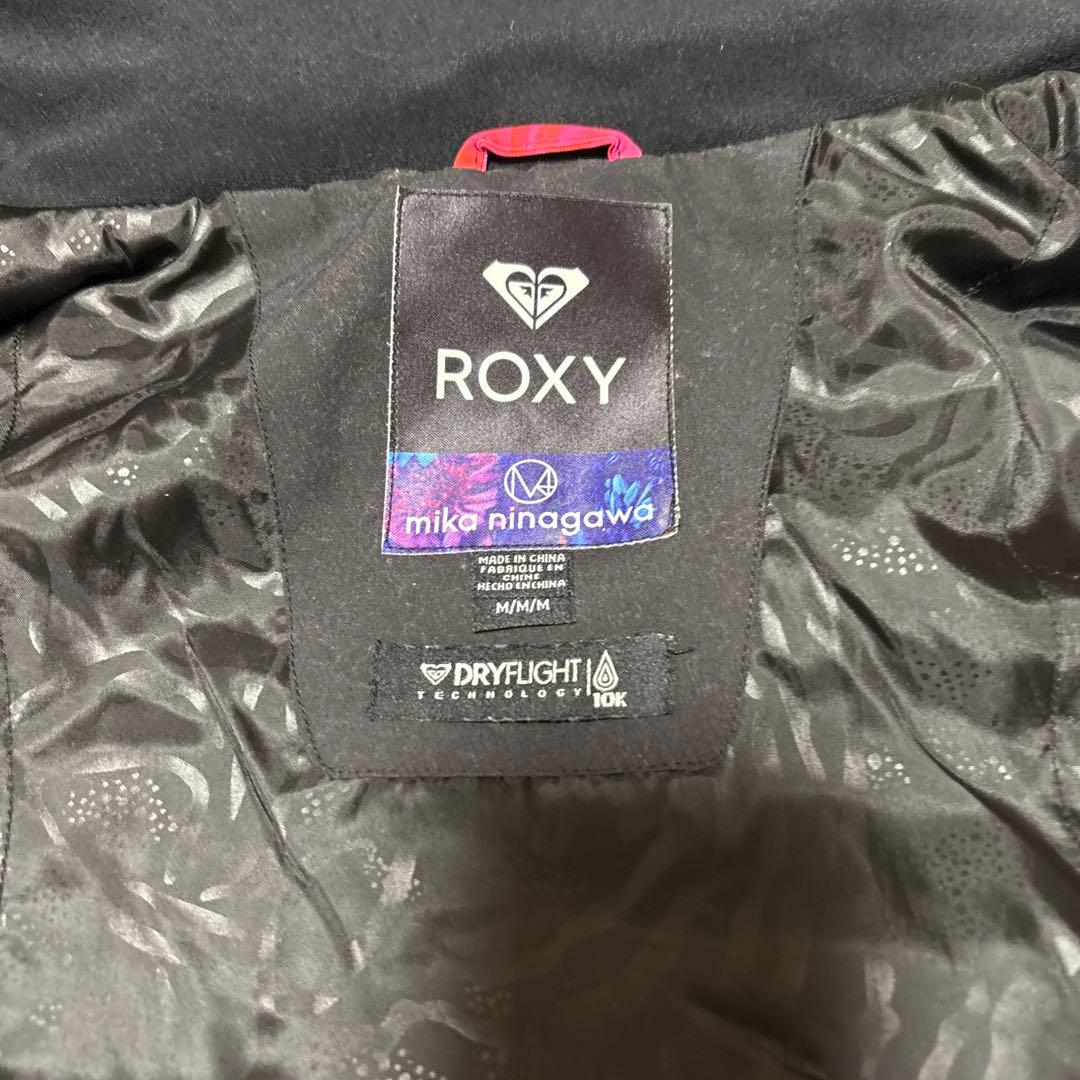 ROXY
mika ninagawa
MADE IN CHINA
FABRIQUE EN
CHINE
HECHO EN CHINA
M/M/M
DRYFLIGHT
TECHNOLOGY
10K